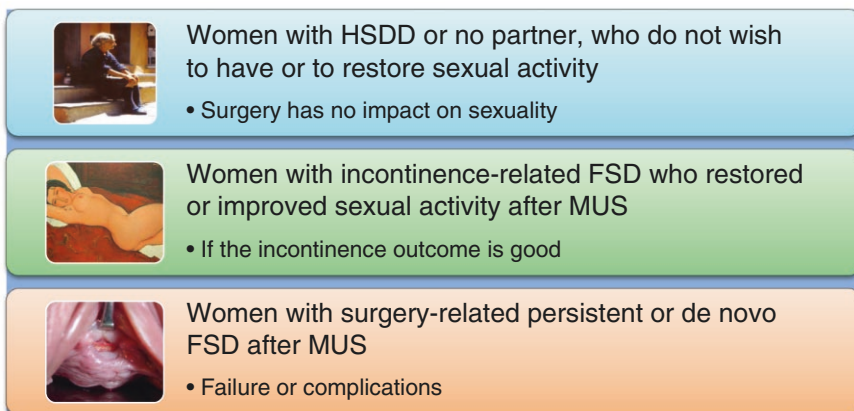 Women with HSDD or no partner, who do not wish
to have or to restore sexual activity
• Surgery has no impact on sexuality
Women with incontinence-related FSD who restored
or improved sexual activity after MUS
• If the incontinence outcome is good
Women with surgery-related persistent or de novo
FSD after MUS
• Failure or complications